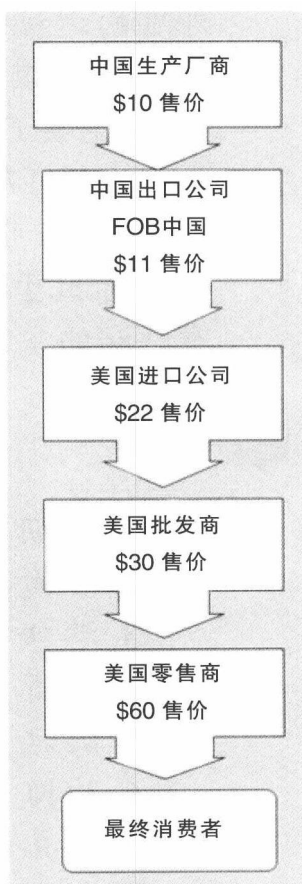 中国生产厂商
$10 售价
中国出口公司
FOB中国
$11 售价
美国进口公司
$22 售价
美国批发商
$30 售价
美国零售商
$60 售价
最终消费者